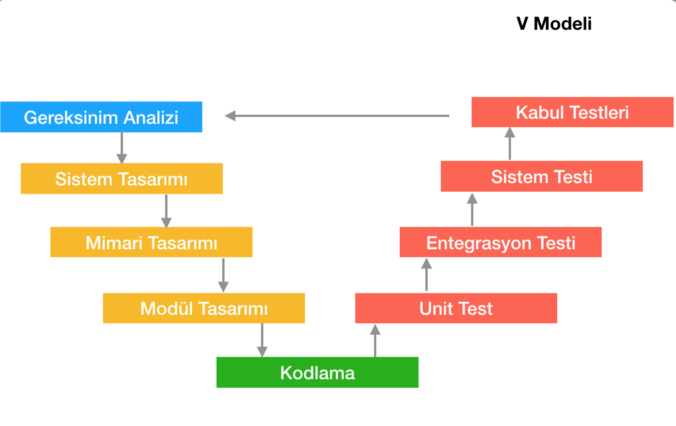 V Modeli
Gereksinim Analizi
Kabul Testleri
Sistem Tasarımı
Sistem Testi
Mimari Tasarımı
Entegrasyon Testi
Modül Tasarımı
Unit Test
Kodlama